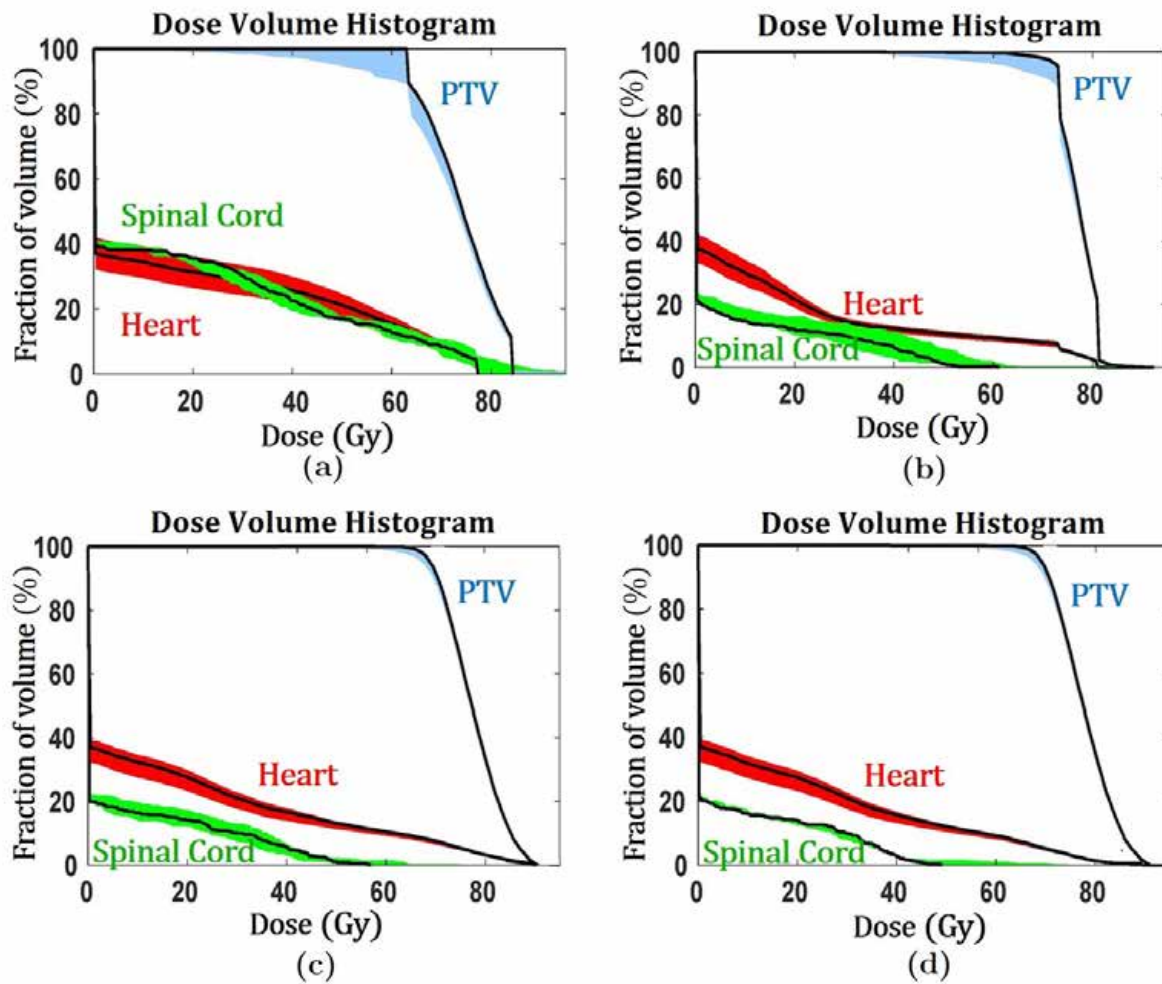 Dose Volume Histogram
Fraction of volume (%)
100
80
60
40
20
0
PTV
Spinal Cord
Heart
0 20 40 60 80
Dose (Gy)
(a)
Dose Volume Histogram
Fraction of volume (%)
100
80
60
40
20
0
PTV
Heart
Spinal Cord
0 20 40 60 80
Dose (Gy)
(b)
Dose Volume Histogram
Fraction of volume (%)
100
80
60
40
20
0
PTV
Heart
Spinal Cord
0 20 40 60 80
Dose (Gy)
(c)
Dose Volume Histogram
Fraction of volume (%)
100
80
60
40
20
0
PTV
Heart
Spinal Cord
0 20 40 60 80
Dose (Gy)
(d)